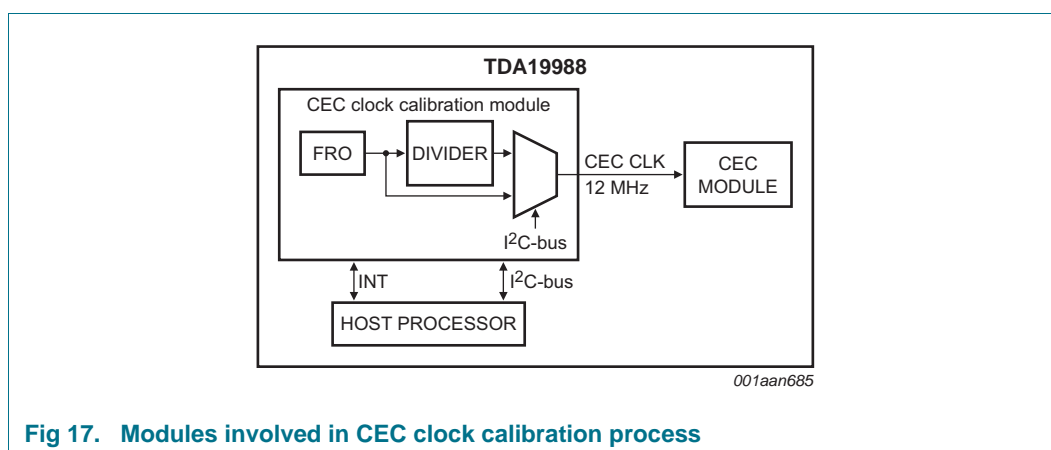 TDA19988
CEC clock calibration module
FRO
DIVIDER
CEC CLK
12 MHz
CEC
MODULE
I2C-bus
INT
I2C-bus
HOST PROCESSOR
001aan685
Fig 17. Modules involved in CEC clock calibration process